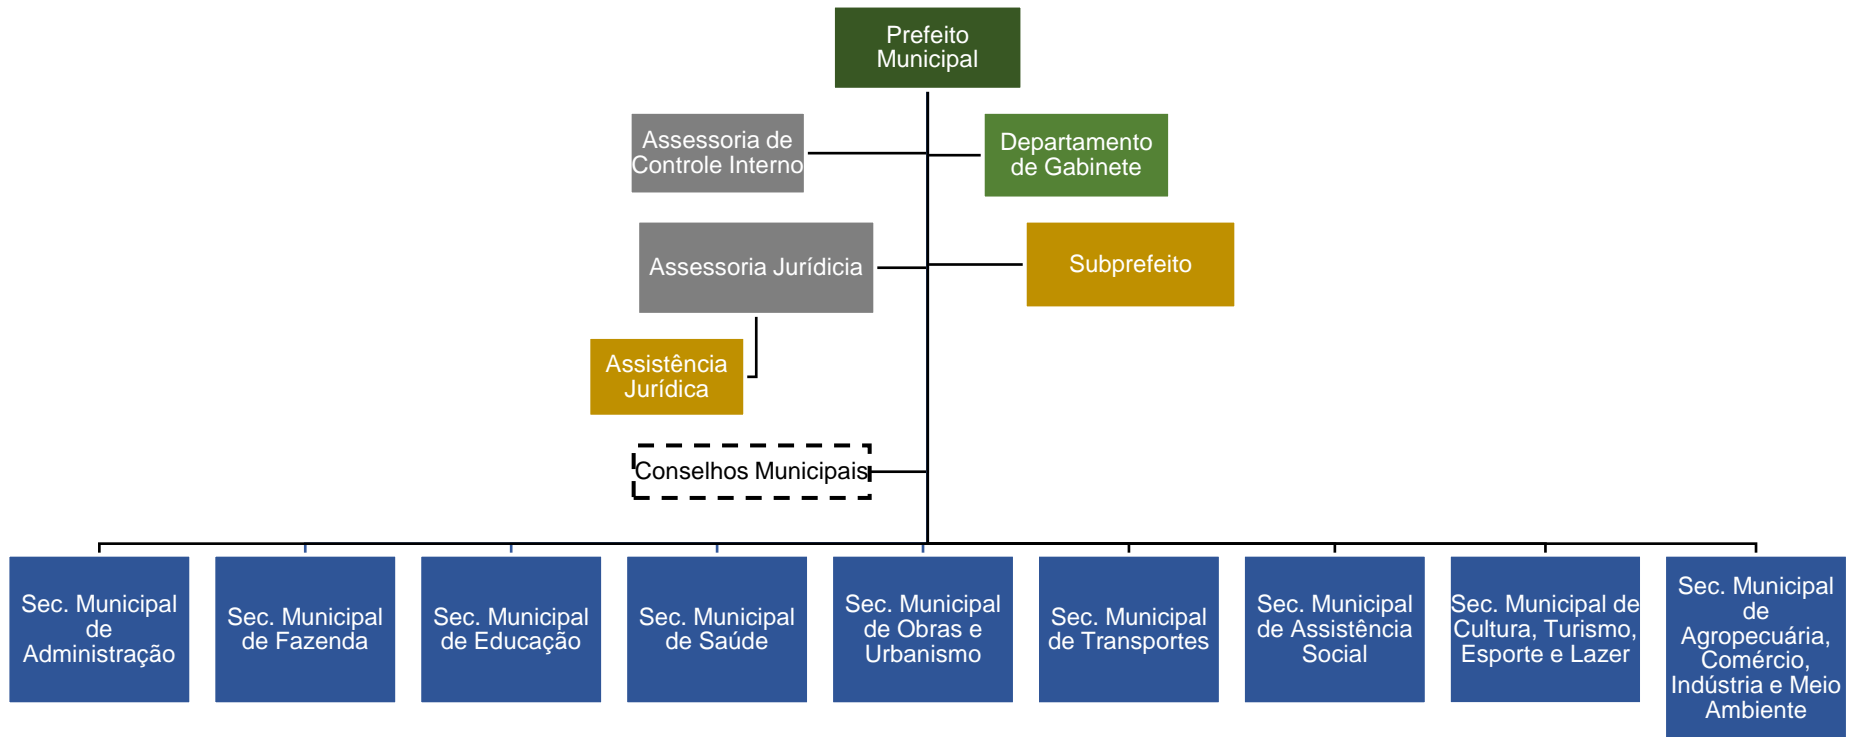 Prefeito
Municipal
Assessoria de
Controle Interno
Departamento
de Gabinete
Assessoria Jurídicia
Subprefeito
Assistência
Jurídica
Conselhos Municipais
Sec. Municipal
de
Administração
Sec. Municipal
de Fazenda
Sec. Municipal
de Educação
Sec. Municipal
de Saúde
Sec. Municipal
de Obras e
Urbanismo
Sec. Municipal
de Transportes
Sec. Municipal
de Assistência
Social
Sec. Municipal de
Cultura, Turismo,
Esporte e Lazer
Sec. Municipal
de
Agropecuária,
Comércio,
Indústria e Meio
Ambiente